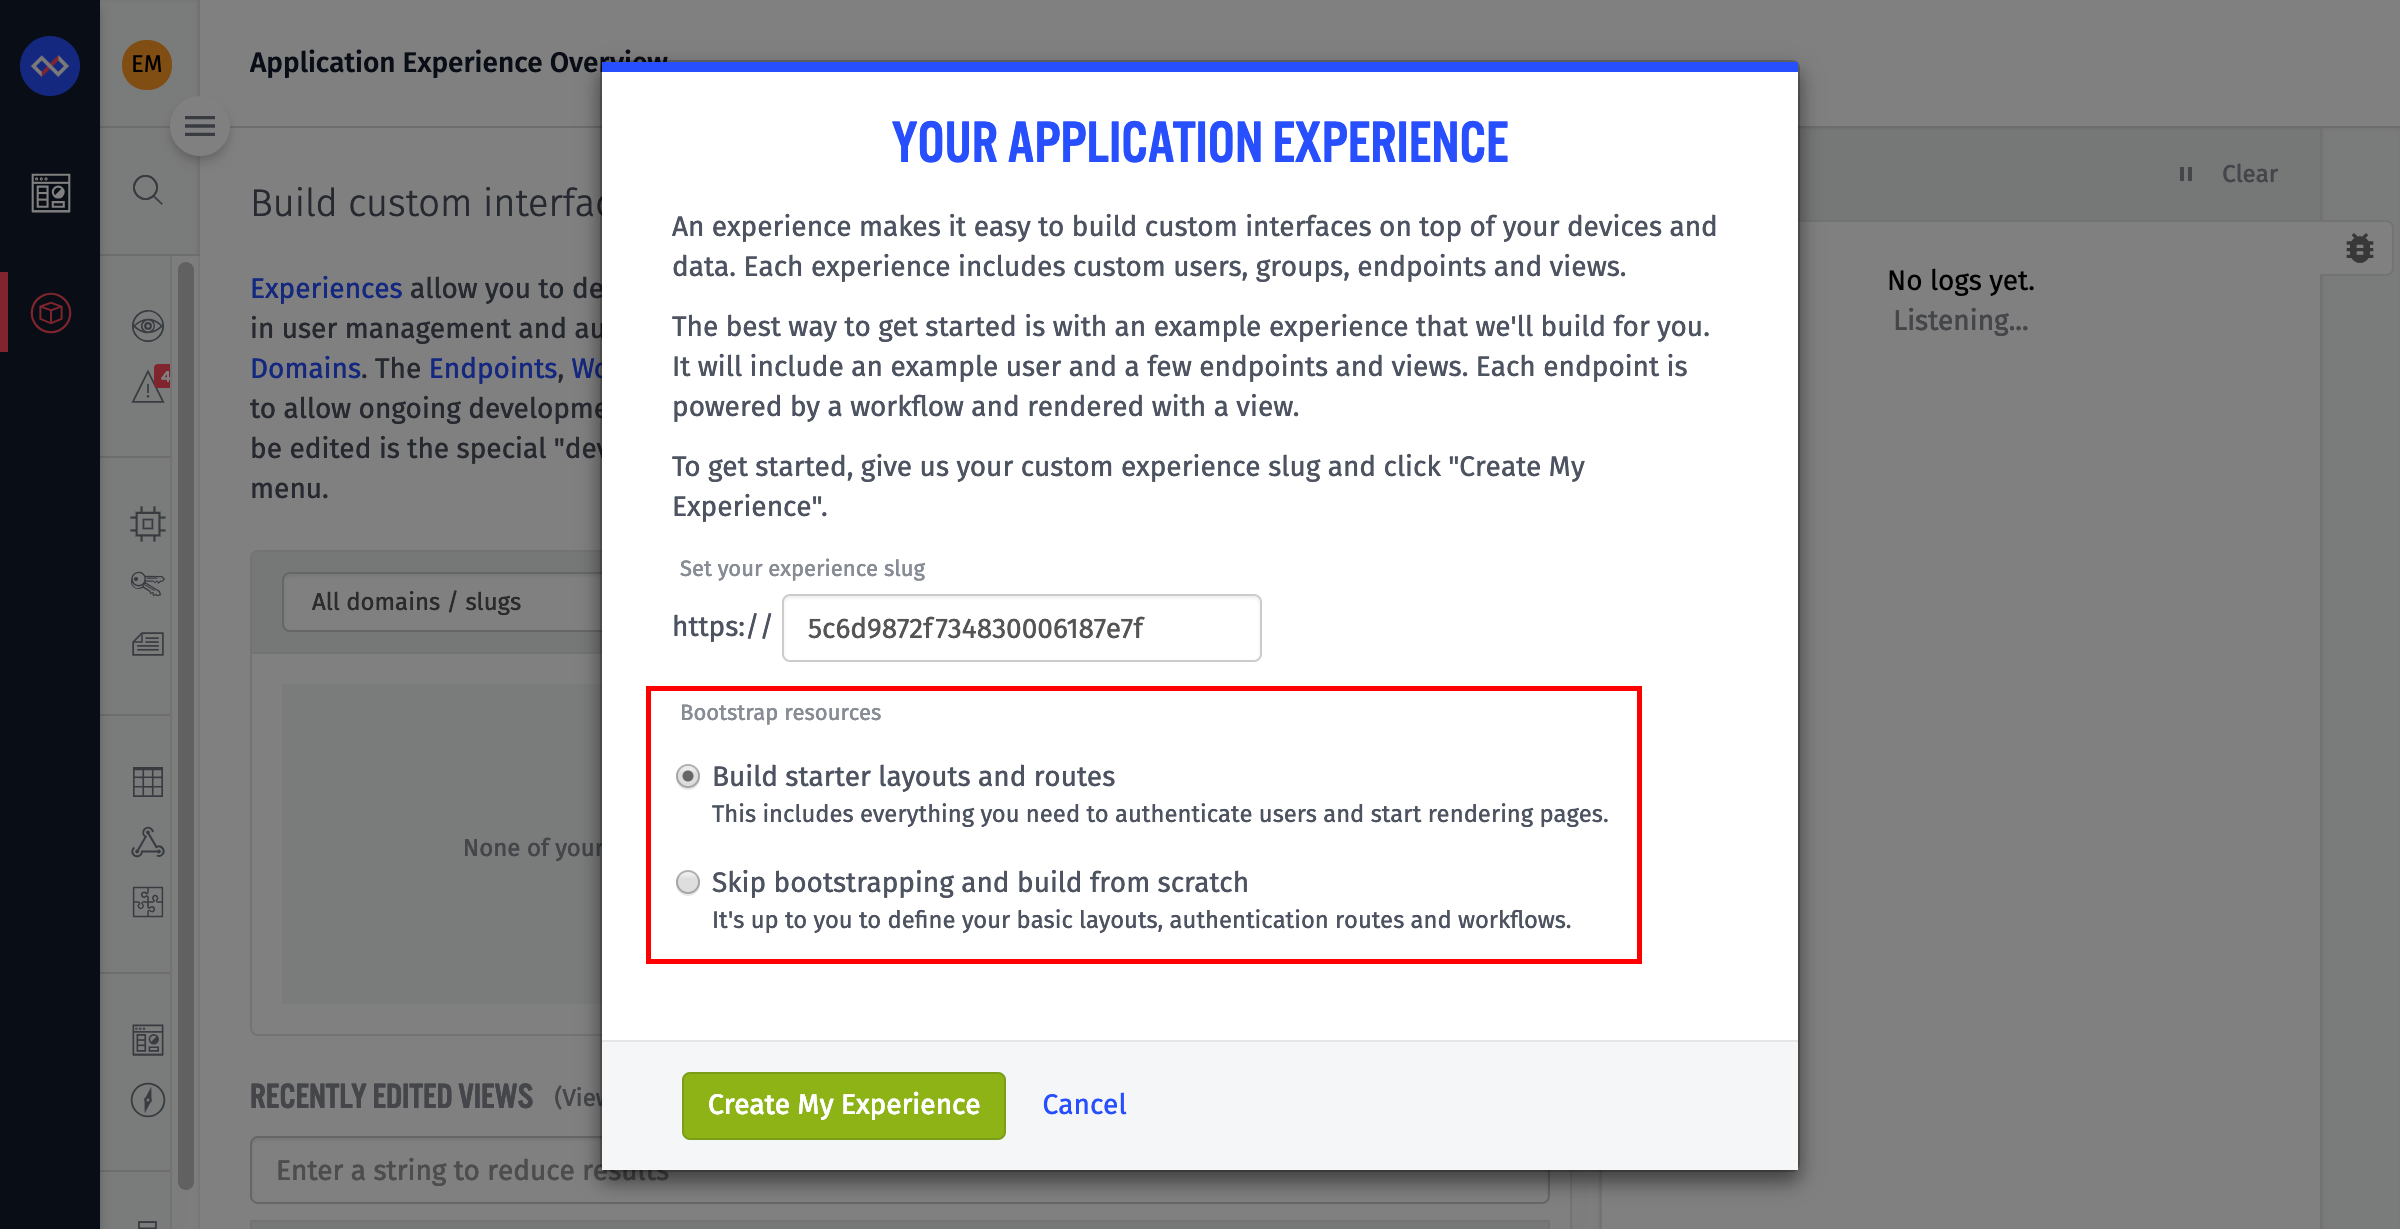 EM
Application Experience Overview
Build custom interfac
Experiences allow you to de
in user management and au
Domains. The Endpoints, Wo
to allow ongoing developme
be edited is the special "dev
menu.
4
All domains / slugs
None of your
RECENTLY EDITED VIEWS (View
Enter a string to reduce results
YOUR APPLICATION EXPERIENCE
An experience makes it easy to build custom interfaces on top of your devices and
data. Each experience includes custom users, groups, endpoints and views.
The best way to get started is with an example experience that we'll build for you.
It will include an example user and a few endpoints and views. Each endpoint is
powered by a workflow and rendered with a view.
To get started, give us your custom experience slug and click "Create My
Experience".
Set your experience slug
https:// 5c6d9872f734830006187e7f
Bootstrap resources
Build starter layouts and routes
This includes everything you need to authenticate users and start rendering pages.
Skip bootstrapping and build from scratch
It's up to you to define your basic layouts, authentication routes and workflows.
Create My Experience Cancel
Clear
No logs yet.
Listening...